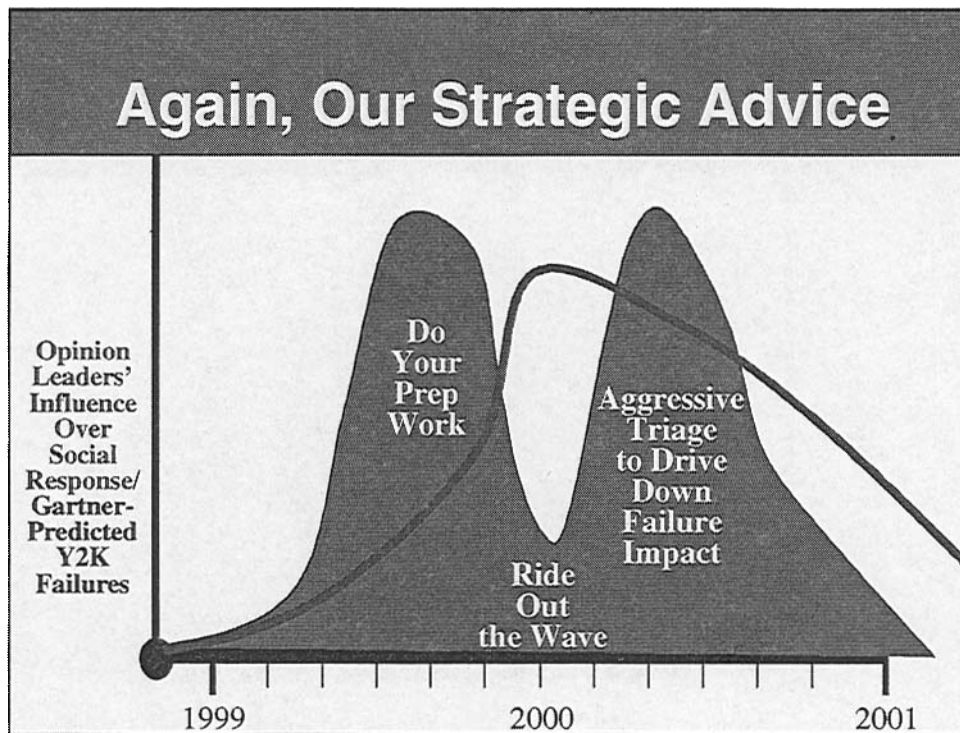 Again, Our Strategic Advice
Opinion
Leaders’
Influence
Over
Social
Response/
Gartner-
Predicted
Y2K
Failures
Do
Your
Prep
Work
Ride
Out
the Wave
Aggressive
Triage
to Drive
Down
Failure
Impact
1999
2000
2001